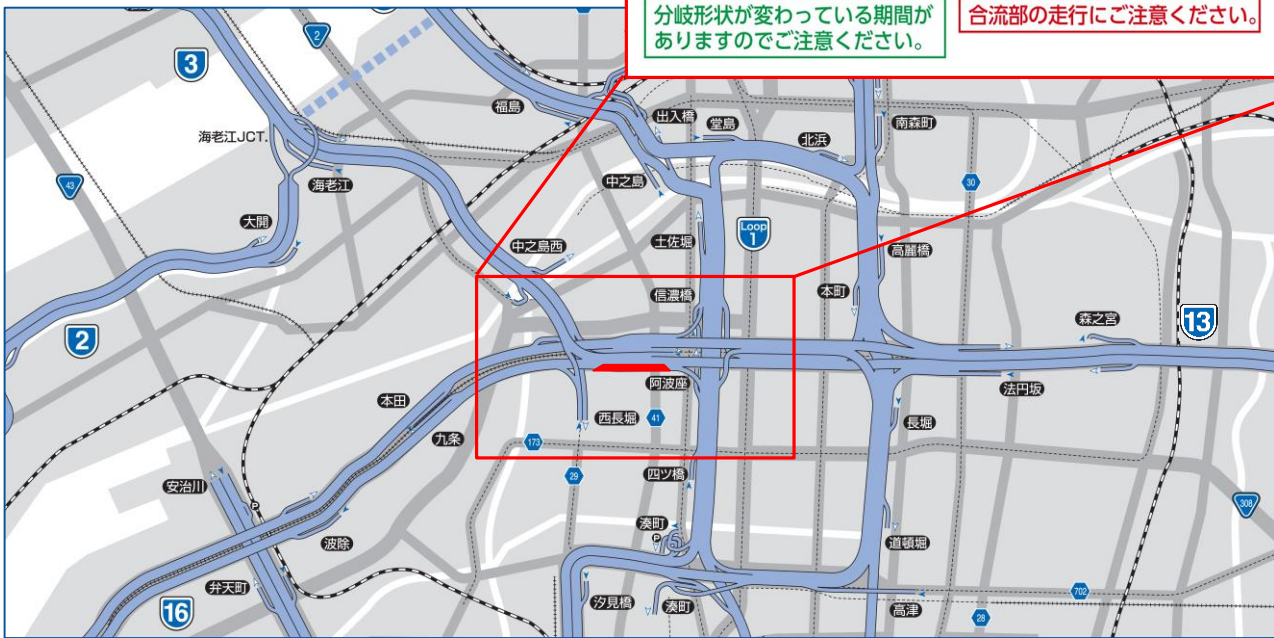 分岐形状が変わっている期間が
ありますのでご注意ください。
合流部の走行にご注意ください。
2
3
福島
出入橋
堂島
北浜
南森町
海老江JCT.
海老江
43
中之島
30
大開
中之島西
土佐堀
Loop
1
高麗橋
信濃橋
本町
森之宮
13
2
阿波座
法円坂
本田
西長堀
41
長堀
九条
173
29
四ツ橋
安治川
P
308
湊町
P
波除
道頓堀
弁天町
16
汐見橋
湊町
高津
702
28